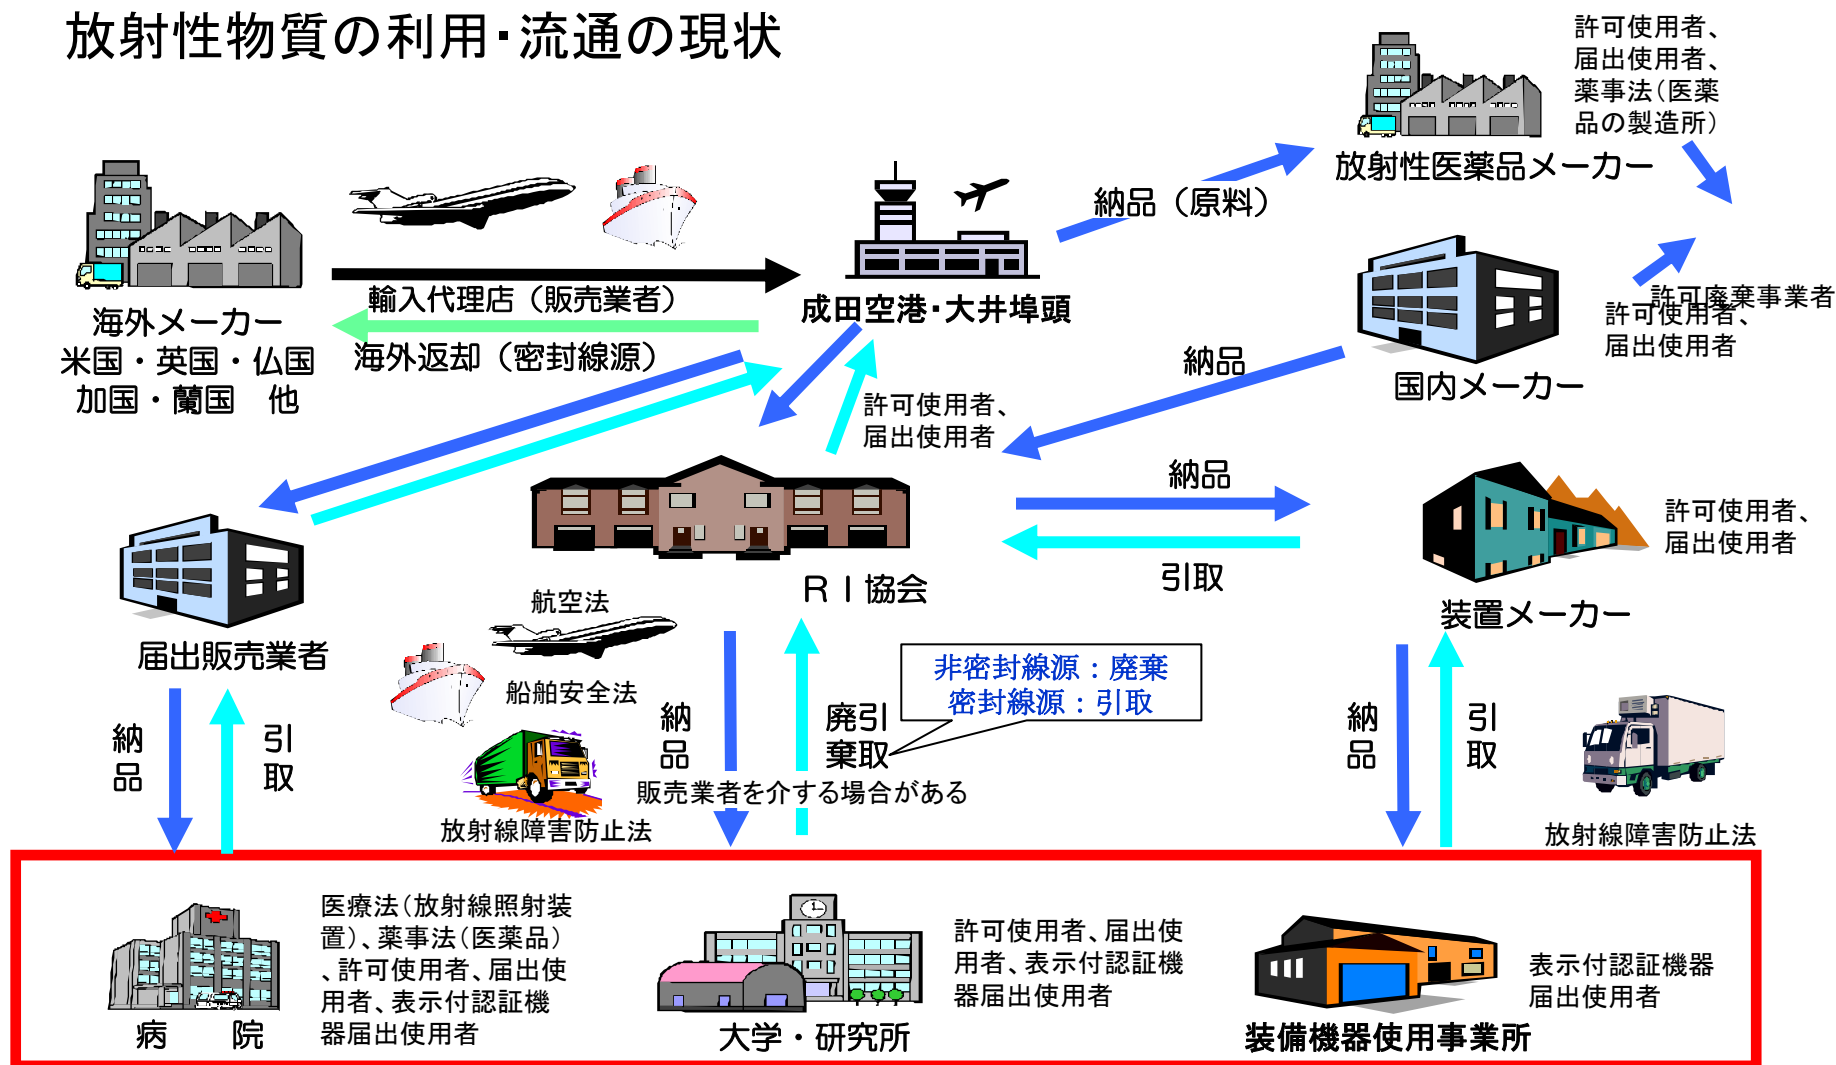 放射性物質の利用・流通の現状
許可使用者、
届出使用者、
薬事法（医薬
品の製造所）
放射性医薬品メーカー
納品（原料）
輸入代理店（販売業者）
海外返却（密封線源）
成田空港・大井埠頭
海外メーカー
米国・英国・仏国
加国・蘭国　他
許可廃棄事業者
許可使用者、
届出使用者
国内メーカー
納品
許可使用者、
届出使用者
納品
引取
許可使用者、
届出使用者
ＲＩ協会
装置メーカー
届出販売業者
航空法
船舶安全法
放射線障害防止法
納品
引取
納品
廃棄
引取
非密封線源：廃棄
密封線源：引取
販売業者を介する場合がある
納品
引取
放射線障害防止法
医療法（放射線照射装
置）、薬事法（医薬品）
、許可使用者、届出使
用者、表示付認証機
器届出使用者
病　院
許可使用者、届出使
用者、表示付認証機
器届出使用者
大学・研究所
表示付認証機器
届出使用者
装備機器使用事業所